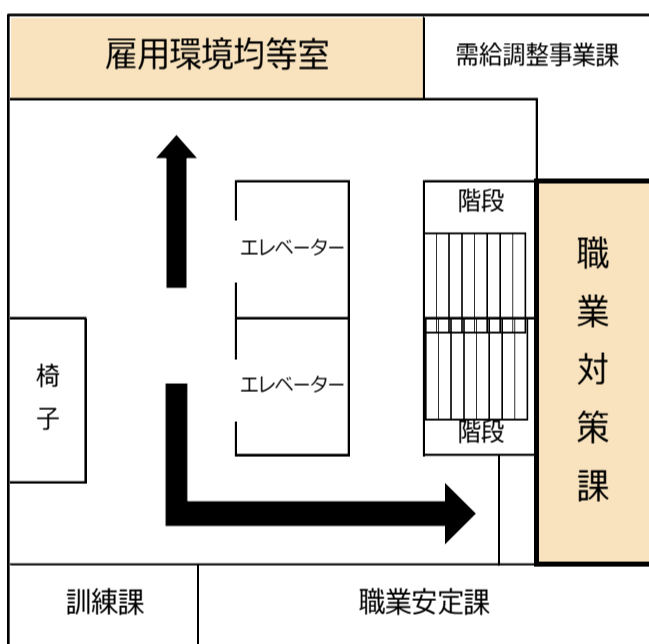 雇用環境均等室
需給調整事業課
階段
エレベーター
職業対策課
エレベーター
椅子
階段
訓練課
職業安定課